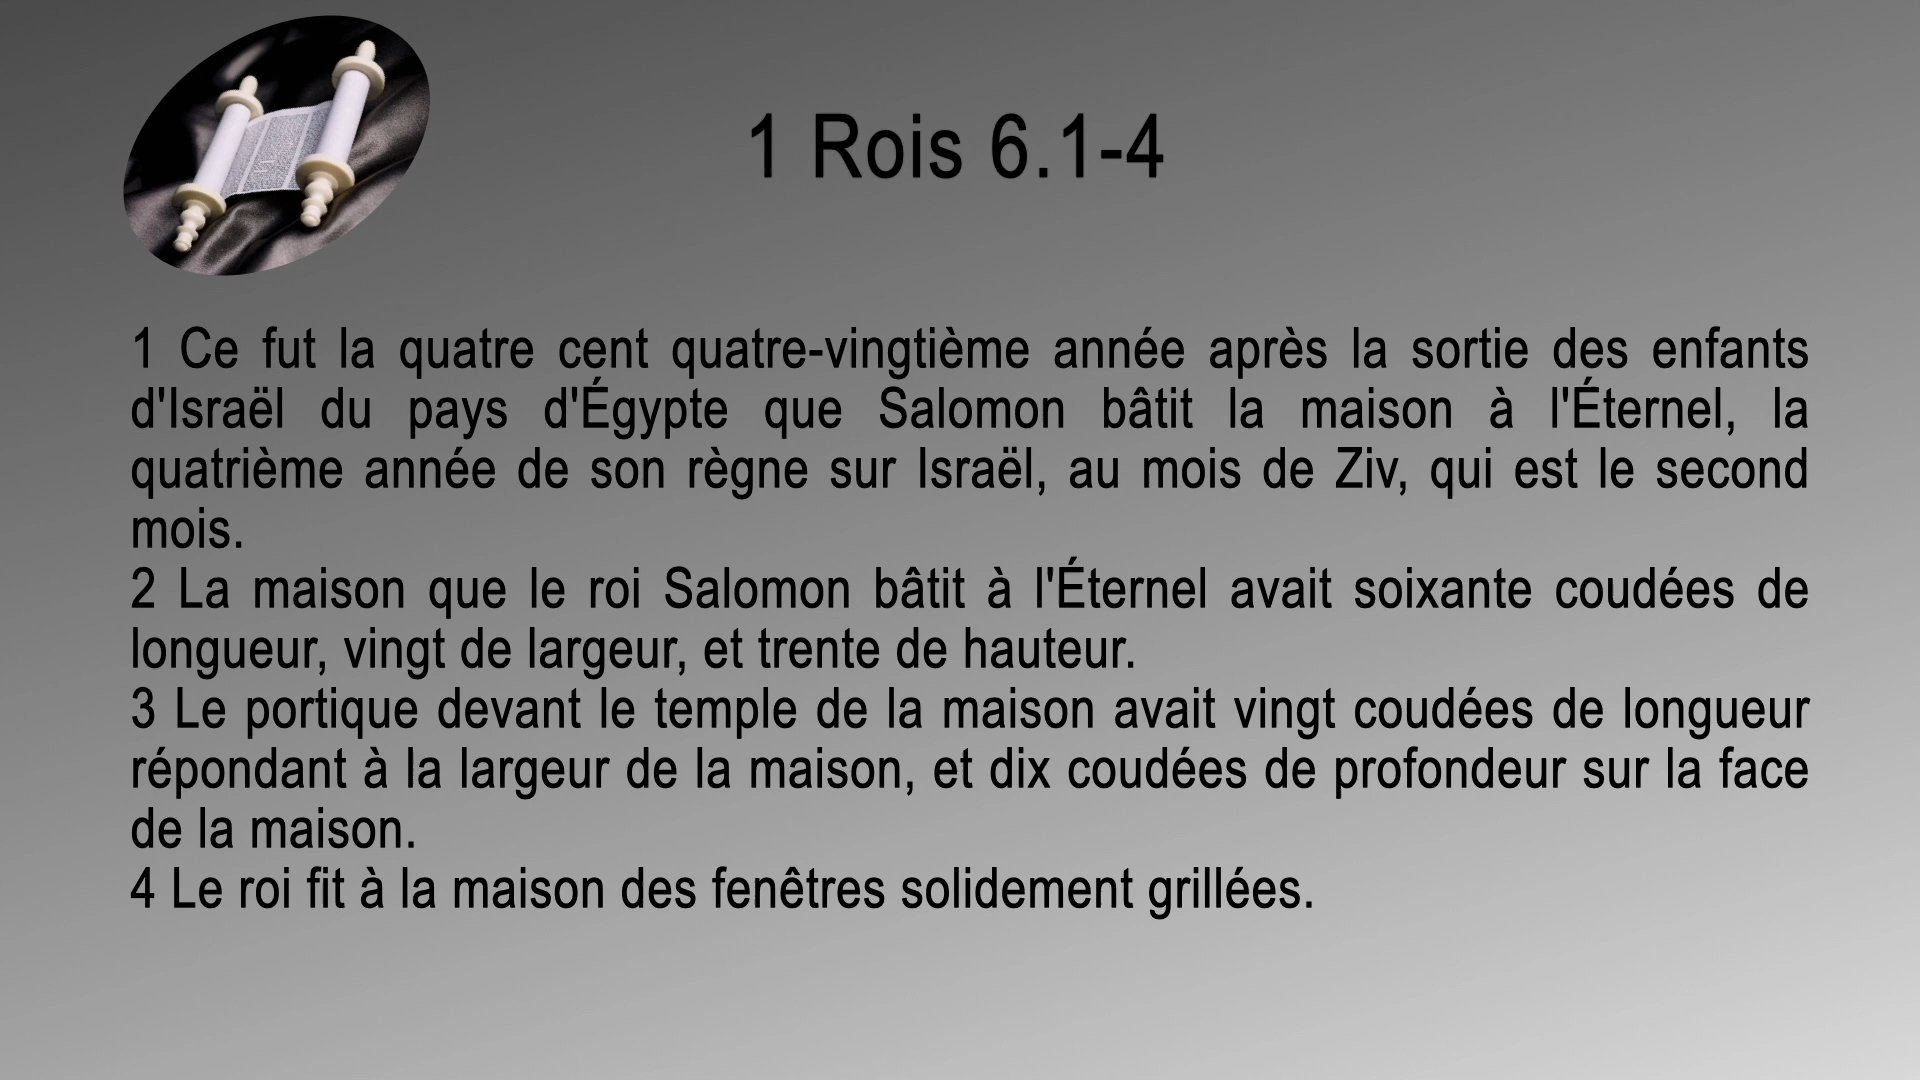 1 Rois 6.1-4
1 Ce fut la quatre cent quatre-vingtième année après la sortie des enfants
d'Israël du pays d'Égypte que Salomon bâtit la maison à l'Éternel, la
quatrième année de son règne sur Israël, au mois de Ziv, qui est le second
mois.
2 La maison que le roi Salomon bâtit à l'Éternel avait soixante coudées de
longueur, vingt de largeur, et trente de hauteur.
3 Le portique devant le temple de la maison avait vingt coudées de longueur
répondant à la largeur de la maison, et dix coudées de profondeur sur la face
de la maison.
4 Le roi fit à la maison des fenêtres solidement grillées.